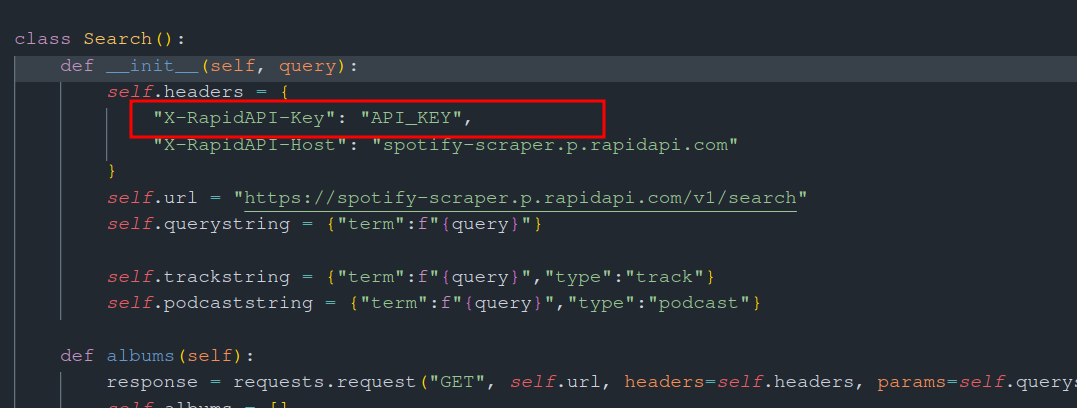 class Search():
    def __init__(self, query):
        self.headers = {
            "X-RapidAPI-Key": "API_KEY",
            "X-RapidAPI-Host": "spotify-scraper.p.rapidapi.com"
        }
        self.url = "https://spotify-scraper.p.rapidapi.com/v1/search"
        self.querystring = {"term":f"{query}"}
        self.trackstring = {"term":f"{query}","type":"track"}
        self.podcaststring = {"term":f"{query}","type":"podcast"}
    def albums(self):
        response = requests.request("GET", self.url, headers=self.headers, params=self.querys
        self.albums = []